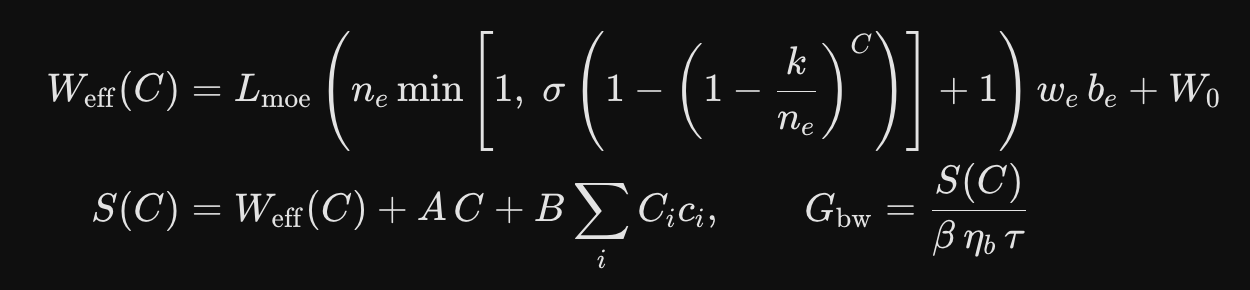 W_eff(C) = L_moe ( n_e min [ 1, σ ( 1 − ( 1 − k/n_e )^C ) ] + 1 ) w_e b_e + W_0
S(C) = W_eff(C) + A C + B ∑_i C_i c_i, G_bw = S(C) / (β η_b τ)